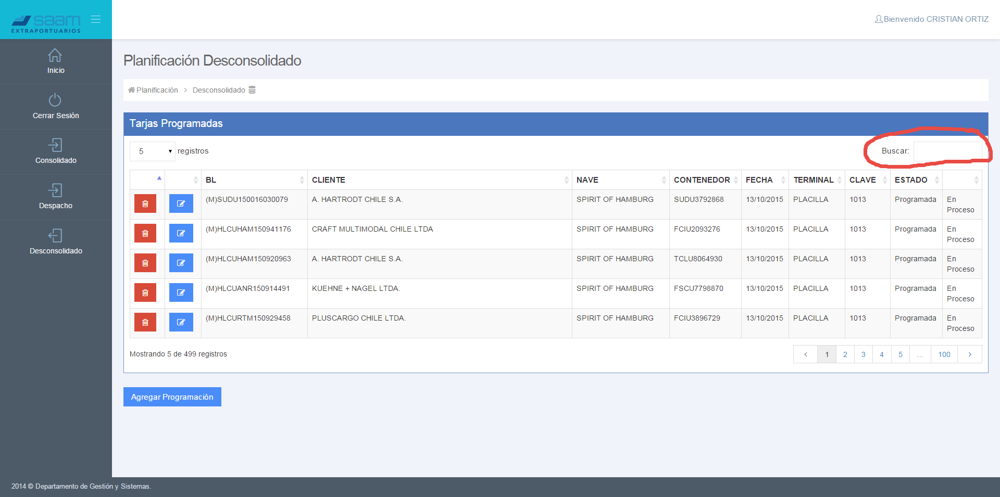 saam
EXTRAPORTUARIOS
Bienvenido CRISTIAN ORTIZ
Inicio
Cerrar Sesión
Consolidado
Despacho
Desconsolidado
Planificación Desconsolidado
Planificación > Desconsolidado
Tarjas Programadas
5 registros
Buscar:
BL CLIENTE NAVE CONTENEDOR FECHA TERMINAL CLAVE ESTADO
(M)SUDU150016030079 A. HARTRODT CHILE S.A. SPIRIT OF HAMBURG SUDU3792868 13/10/2015 PLACILLA 1013 Programada En Proceso
(M)HLCUHAM150941176 CRAFT MULTIMODAL CHILE LTDA SPIRIT OF HAMBURG FCIU2093276 13/10/2015 PLACILLA 1013 Programada En Proceso
(M)HLCUHAM150920963 A. HARTRODT CHILE S.A. SPIRIT OF HAMBURG TCLU8064930 13/10/2015 PLACILLA 1013 Programada En Proceso
(M)HLCUANR150914491 KUEHNE + NAGEL LTDA. SPIRIT OF HAMBURG FSCU7798870 13/10/2015 PLACILLA 1013 Programada En Proceso
(M)HLCURTM150929458 PLUSCARGO CHILE LTDA. SPIRIT OF HAMBURG FCIU3896729 13/10/2015 PLACILLA 1013 Programada En Proceso
Mostrando 5 de 499 registros
< 1 2 3 4 5 ... 100 >
Agregar Programación
2014 © Departamento de Gestión y Sistemas.